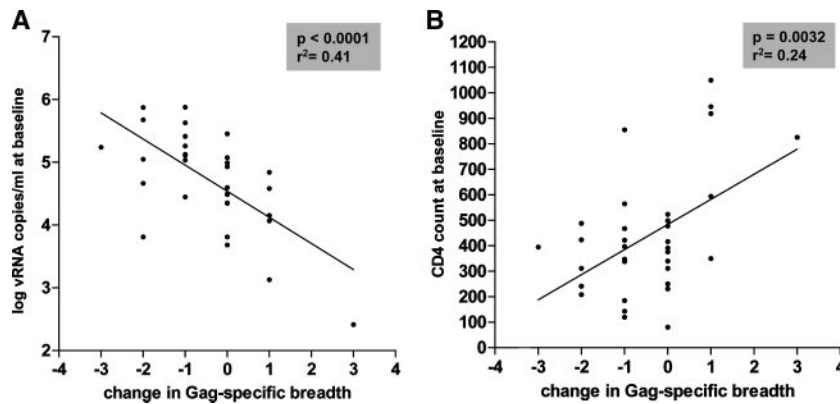 A
p < 0.0001
r²= 0.41
log vRNA copies/ml at baseline
6
5
4
3
2
-4 -3 -2 -1 0 1 2 3 4
change in Gag-specific breadth
B
p = 0.0032
r²= 0.24
CD4 count at baseline
1200
1100
1000
900
800
700
600
500
400
300
200
100
0
-4 -3 -2 -1 0 1 2 3 4
change in Gag-specific breadth